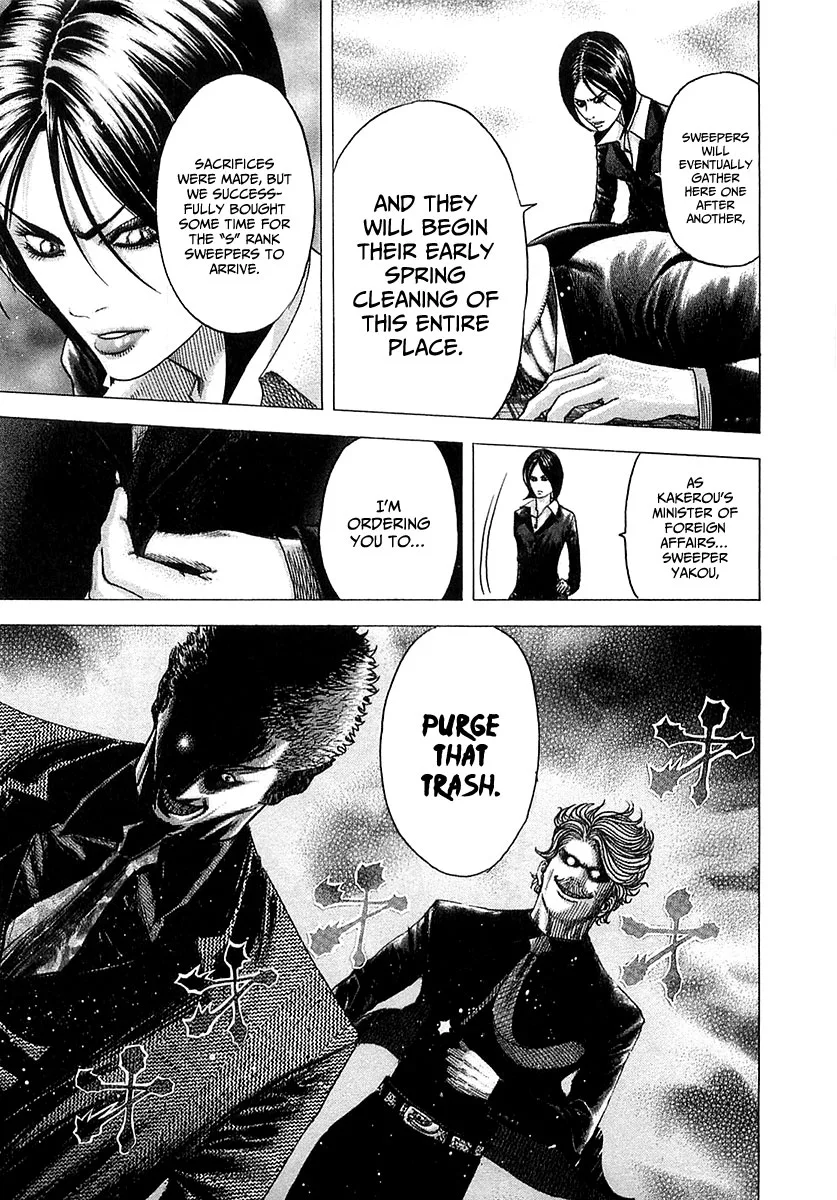 SWEEPERS
WILL
EVENTUALLY
GATHER
HERE ONE
AFTER
ANOTHER,
AND THEY
WILL BEGIN
THEIR EARLY
SPRING
CLEANING OF
THIS ENTIRE
PLACE.
SACRIFICES
WERE MADE, BUT
WE SUCCESS-
FULLY BOUGHT
SOME TIME FOR
THE "S" RANK
SWEEPERS TO
ARRIVE.
AS
KAKEROU'S
MINISTER OF
FOREIGN
AFFAIRS...
SWEEPER
YAKOU,
I'M
ORDERING
YOU TO...
PURGE
THAT
TRASH.